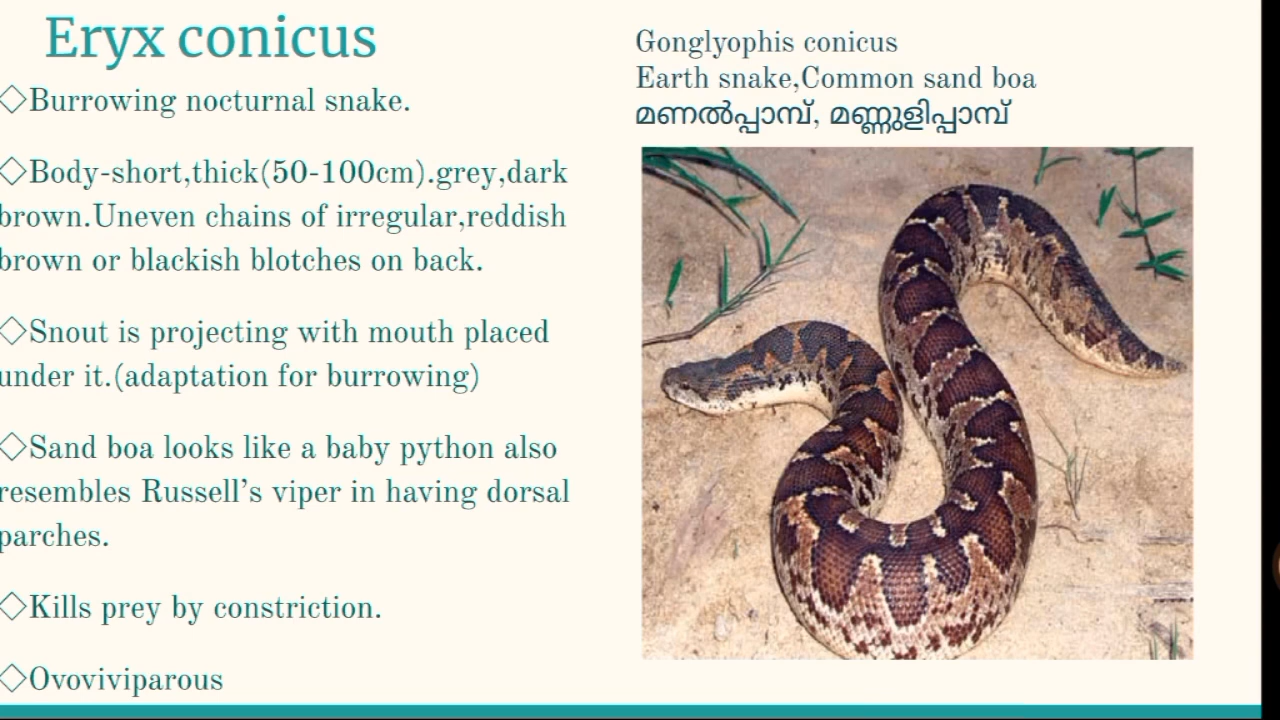 Eryx conicus
◇Burrowing nocturnal snake.
◇Body-short,thick(50-100cm).grey,dark
brown.Uneven chains of irregular,reddish
brown or blackish blotches on back.
◇Snout is projecting with mouth placed
under it.(adaptation for burrowing)
◇Sand boa looks like a baby python also
resembles Russell's viper in having dorsal
parches.
◇Kills prey by constriction.
◇Ovoviviparous
Gonglyophis conicus
Earth snake,Common sand boa
മണൽപ്പാമ്പ്, മണ്ണുളിപ്പാമ്പ്